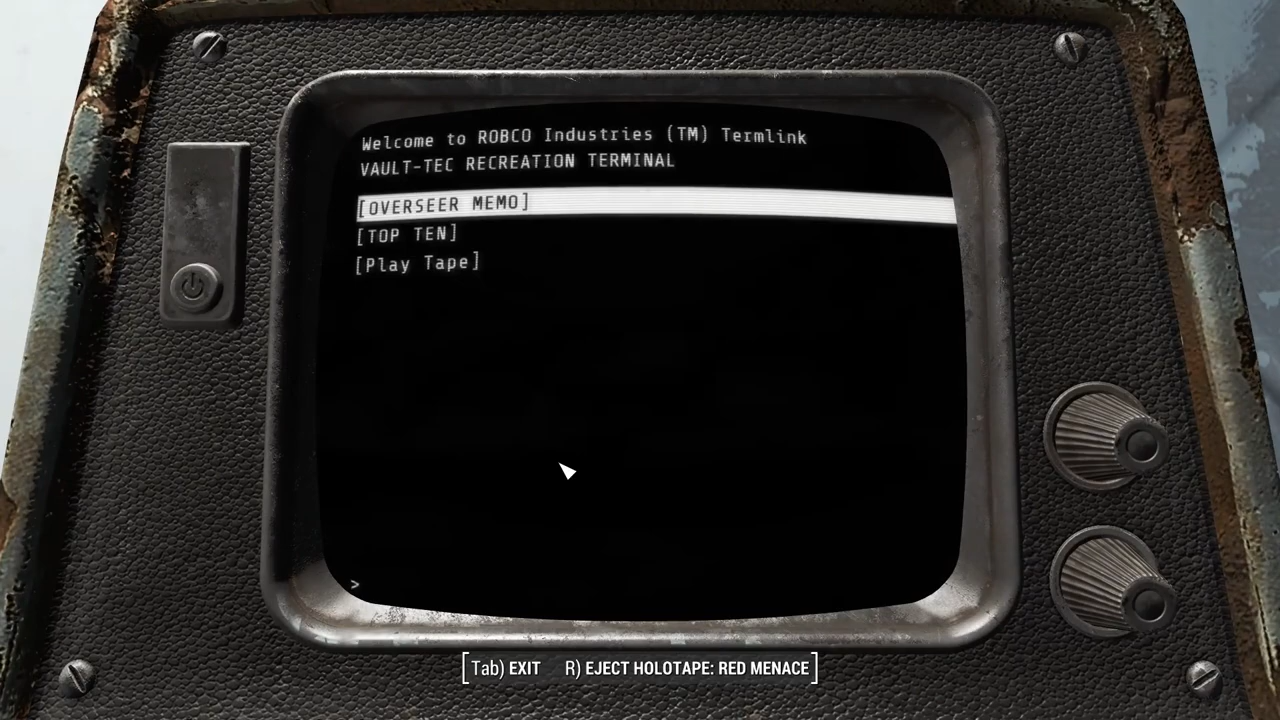 Welcome to ROBCO Industries (TM) Termlink
VAULT-TEC RECREATION TERMINAL
[OVERSEER MEMO]
[TOP TEN]
[Play Tape]
>
[Tab) EXIT R) EJECT HOLOTAPE: RED MENACE]